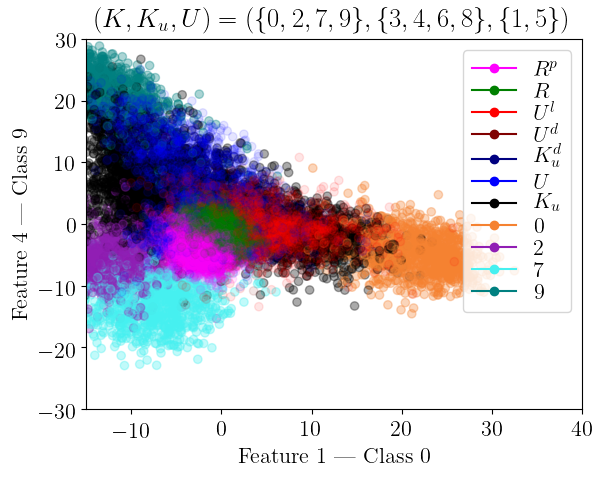 (K, K_u, U) = ({0, 2, 7, 9}, {3, 4, 6, 8}, {1, 5})
30
20
10
0
−10
−20
−30
Feature 4 — Class 9
−10
0
10
20
30
40
Feature 1 — Class 0
R^p
R
U^l
U^d
K_u^d
U
K_u
0
2
7
9